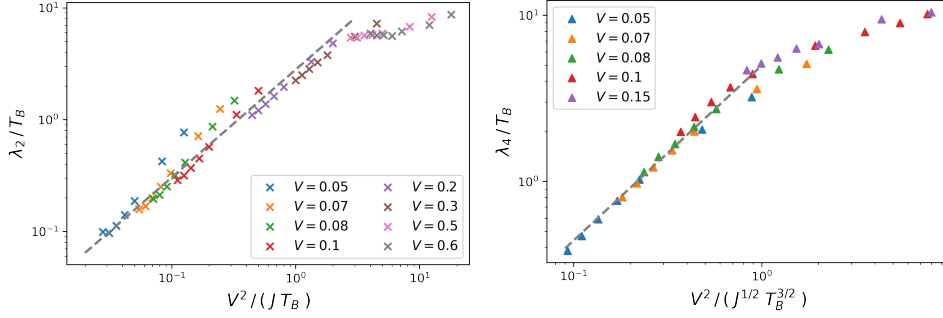 λ₂/T_B
10¹
10⁰
10⁻¹
V = 0.05
V = 0.07
V = 0.08
V = 0.1
V = 0.2
V = 0.3
V = 0.5
V = 0.6
10⁻¹
10⁰
10¹
V²/(J T_B)
λ₄/T_B
10¹
10⁰
V = 0.05
V = 0.07
V = 0.08
V = 0.1
V = 0.15
10⁻¹
10⁰
V²/(J^{1/2} T_B^{3/2})